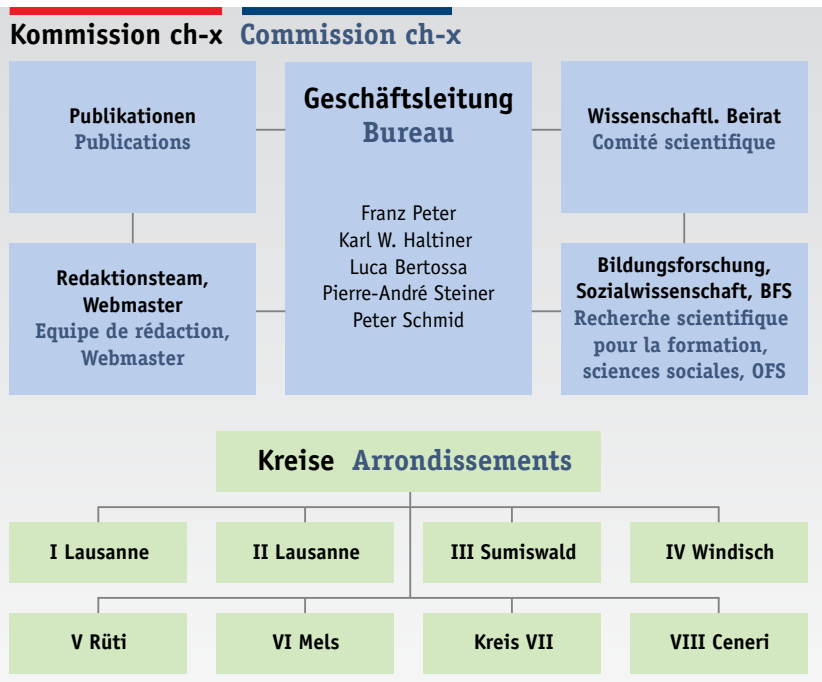 Kommission ch-x Commission ch-x
Publikationen
Publications
Geschäftsleitung
Bureau
Franz Peter
Karl W. Haltiner
Luca Bertossa
Pierre-André Steiner
Peter Schmid
Wissenschaftl. Beirat
Comité scientifique
Redaktionsteam,
Webmaster
Equipe de rédaction,
Webmaster
Bildungsforschung,
Sozialwissenschaft, BFS
Recherche scientifique
pour la formation,
sciences sociales, OFS
Kreise Arrondissements
I Lausanne
II Lausanne
III Sumiswald
IV Windisch
V Rüti
VI Mels
Kreis VII
VIII Ceneri